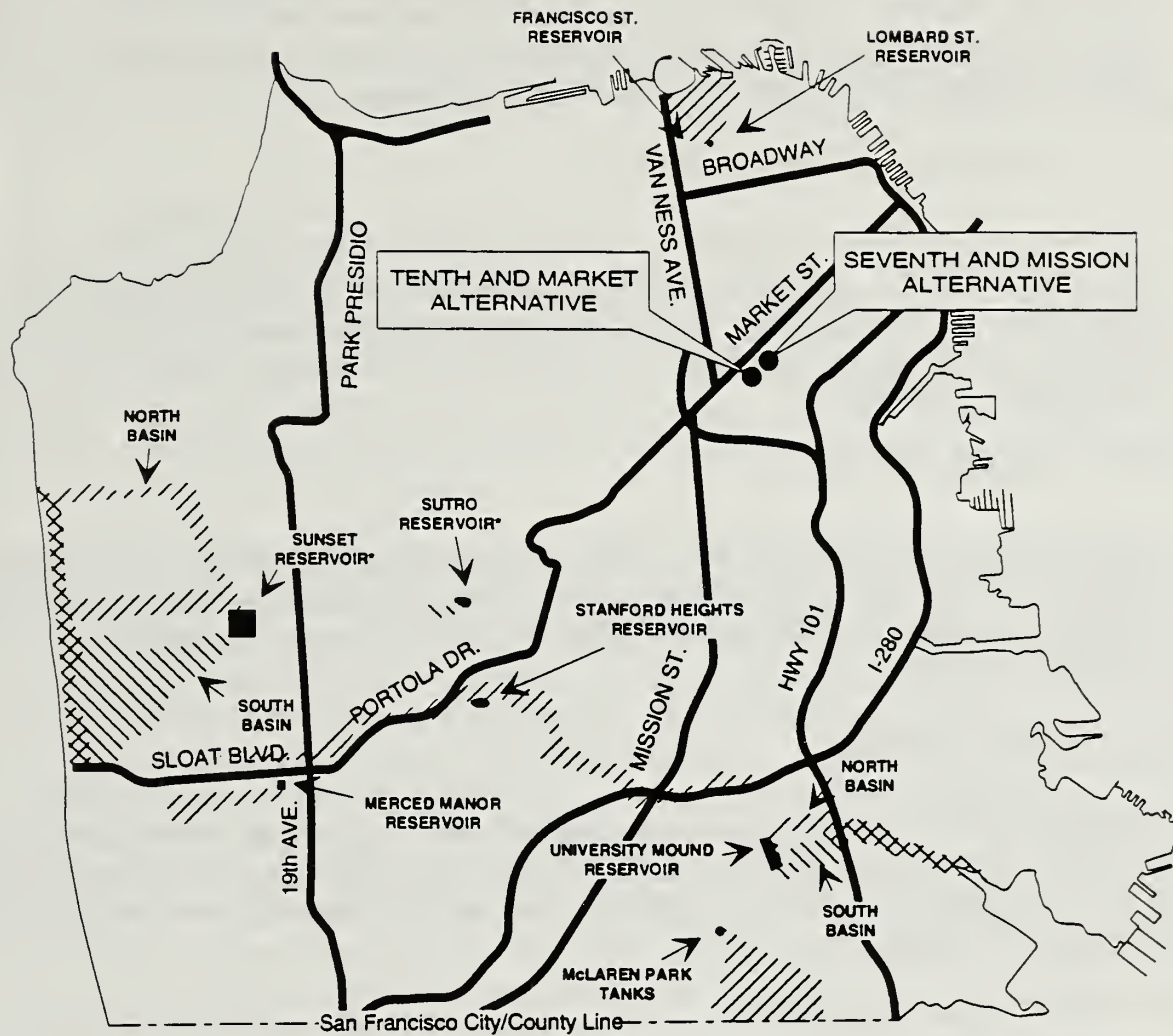 FRANCISCO ST.
RESERVOIR
LOMBARD ST.
RESERVOIR
VAN NESS AVE.
BROADWAY
PARK PRESIDIO
TENTH AND MARKET
ALTERNATIVE
MARKET ST.
SEVENTH AND MISSION
ALTERNATIVE
NORTH
BASIN
SUNSET
RESERVOIR*
SUTRO
RESERVOIR*
STANFORD HEIGHTS
RESERVOIR
SOUTH
BASIN
PORTOLA DR.
MISSION ST.
HWY 101
I-280
SLOAT BLVD.
MERCED MANOR
RESERVOIR
19th AVE.
NORTH
BASIN
UNIVERSITY MOUND
RESERVOIR
SOUTH
BASIN
McLAREN PARK
TANKS
San Francisco City/County Line